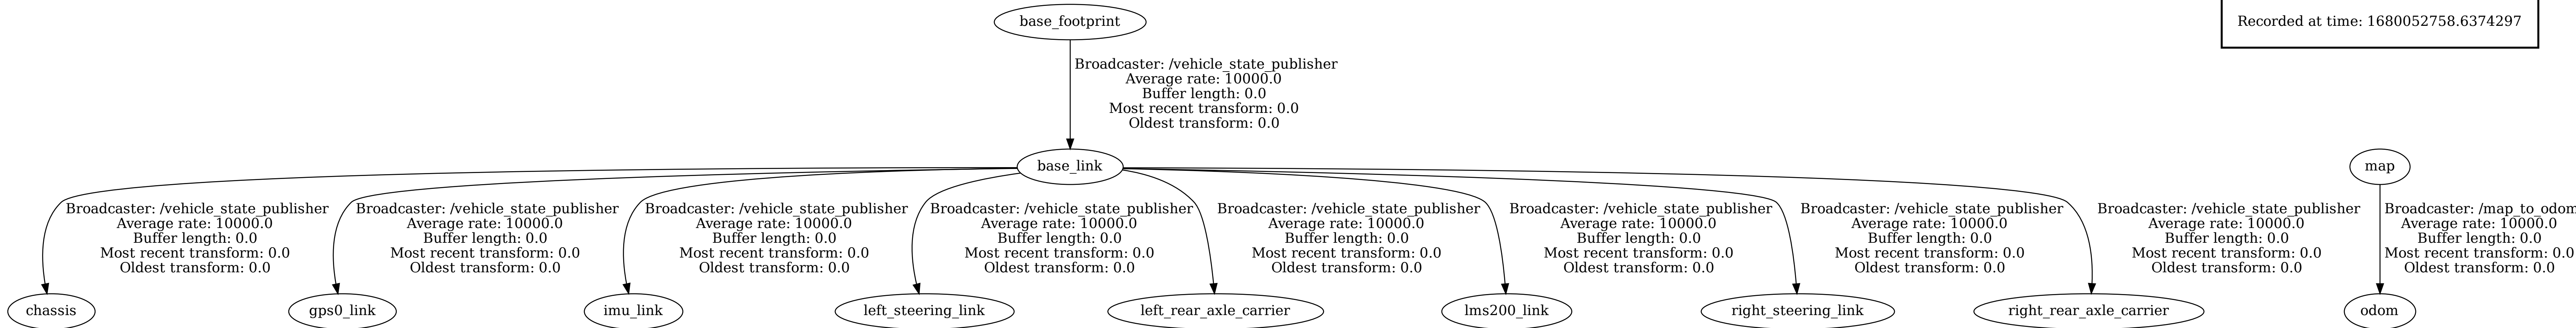 base_footprint
Recorded at time: 1680052758.6374297
Broadcaster: /vehicle_state_publisher
Average rate: 10000.0
Buffer length: 0.0
Most recent transform: 0.0
Oldest transform: 0.0
base_link
map
Broadcaster: /vehicle_state_publisher
Average rate: 10000.0
Buffer length: 0.0
Most recent transform: 0.0
Oldest transform: 0.0
Broadcaster: /vehicle_state_publisher
Average rate: 10000.0
Buffer length: 0.0
Most recent transform: 0.0
Oldest transform: 0.0
Broadcaster: /vehicle_state_publisher
Average rate: 10000.0
Buffer length: 0.0
Most recent transform: 0.0
Oldest transform: 0.0
Broadcaster: /vehicle_state_publisher
Average rate: 10000.0
Buffer length: 0.0
Most recent transform: 0.0
Oldest transform: 0.0
Broadcaster: /vehicle_state_publisher
Average rate: 10000.0
Buffer length: 0.0
Most recent transform: 0.0
Oldest transform: 0.0
Broadcaster: /vehicle_state_publisher
Average rate: 10000.0
Buffer length: 0.0
Most recent transform: 0.0
Oldest transform: 0.0
Broadcaster: /vehicle_state_publisher
Average rate: 10000.0
Buffer length: 0.0
Most recent transform: 0.0
Oldest transform: 0.0
Broadcaster: /vehicle_state_publisher
Average rate: 10000.0
Buffer length: 0.0
Most recent transform: 0.0
Oldest transform: 0.0
Broadcaster: /map_to_odom
Average rate: 10000.0
Buffer length: 0.0
Most recent transform: 0.0
Oldest transform: 0.0
chassis
gps0_link
imu_link
left_steering_link
left_rear_axle_carrier
lms200_link
right_steering_link
right_rear_axle_carrier
odom